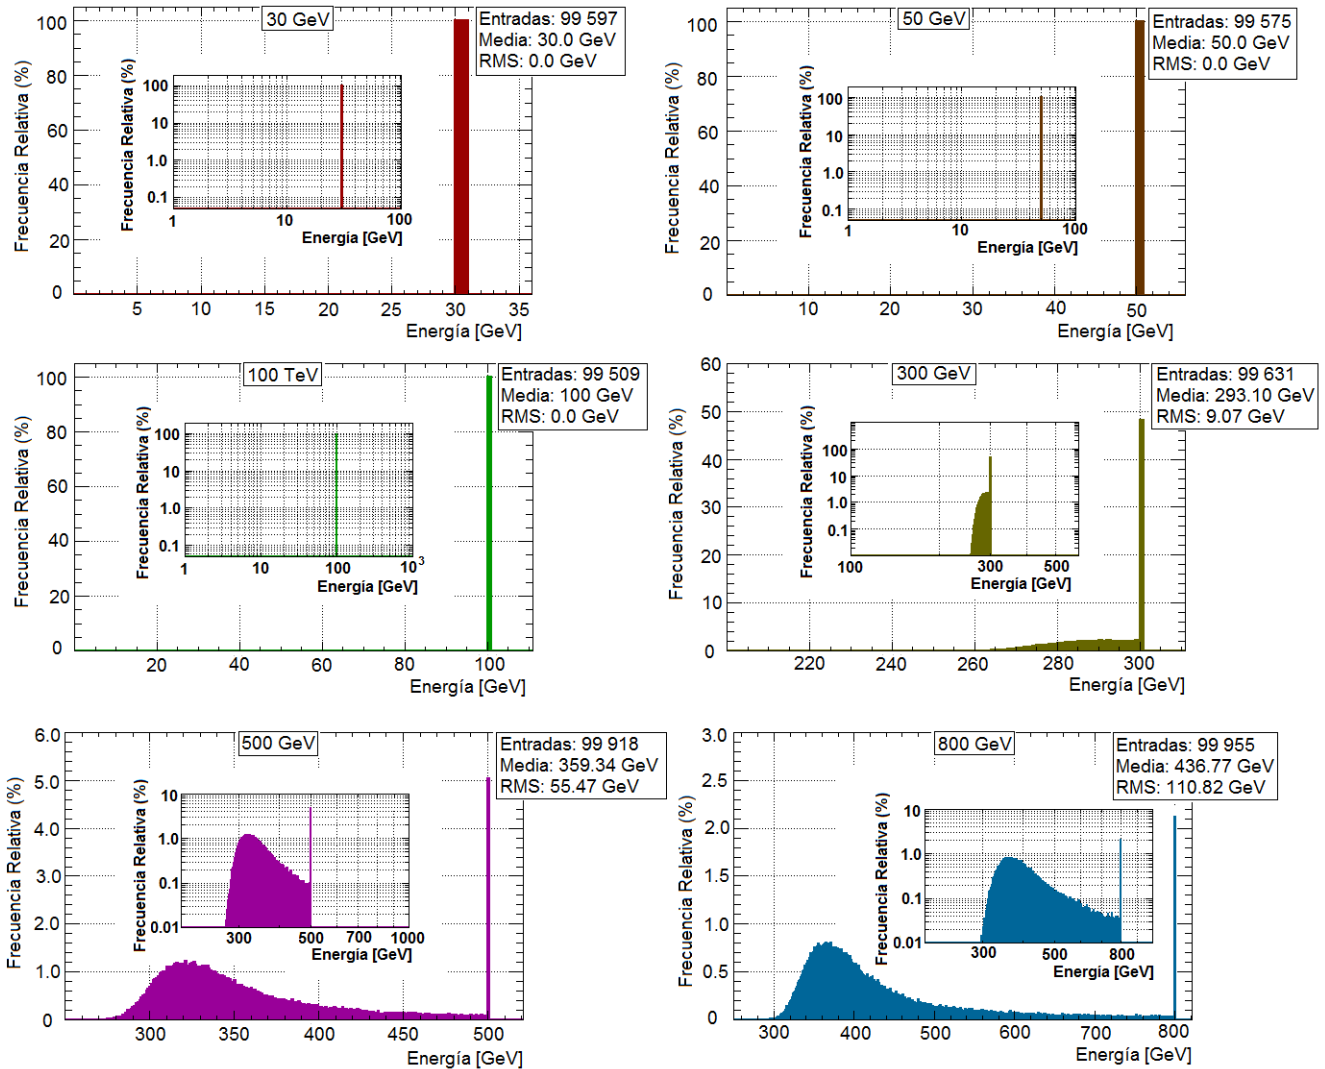 30 GeV
Entradas: 99 597
Media: 30.0 GeV
RMS: 0.0 GeV
Frecuencia Relativa (%)
100
80
60
40
20
0
5
10
15
20
25
30
35
Energía [GeV]
Frecuencia Relativa (%)
100
10
1.0
0.1
1
10
100
Energía [GeV]
50 GeV
Entradas: 99 575
Media: 50.0 GeV
RMS: 0.0 GeV
Frecuencia Relativa (%)
100
80
60
40
20
0
10
20
30
40
50
Energía [GeV]
Frecuencia Relativa (%)
100
10
1.0
0.1
1
10
100
Energía [GeV]
100 TeV
Entradas: 99 509
Media: 100 GeV
RMS: 0.0 GeV
Frecuencia Relativa (%)
100
80
60
40
20
0
20
40
60
80
100
Energía [GeV]
Frecuencia Relativa (%)
100
10
1.0
0.1
1
10
100
10³
Energía [GeV]
300 GeV
Entradas: 99 631
Media: 293.10 GeV
RMS: 9.07 GeV
Frecuencia Relativa (%)
60
50
40
30
20
10
0
220
240
260
280
300
Energía [GeV]
Frecuencia Relativa (%)
100
10
1.0
0.1
100
300
500
Energía [GeV]
500 GeV
Entradas: 99 918
Media: 359.34 GeV
RMS: 55.47 GeV
Frecuencia Relativa (%)
6.0
5.0
4.0
3.0
2.0
1.0
0
300
350
400
450
500
Energía [GeV]
Frecuencia Relativa (%)
10
1.0
0.1
0.01
300
500
700
1000
Energía [GeV]
800 GeV
Entradas: 99 955
Media: 436.77 GeV
RMS: 110.82 GeV
Frecuencia Relativa (%)
3.0
2.5
2.0
1.5
1.0
0.5
0
300
400
500
600
700
800
Energía [GeV]
Frecuencia Relativa (%)
10
1.0
0.1
0.01
300
500
800
Energía [GeV]